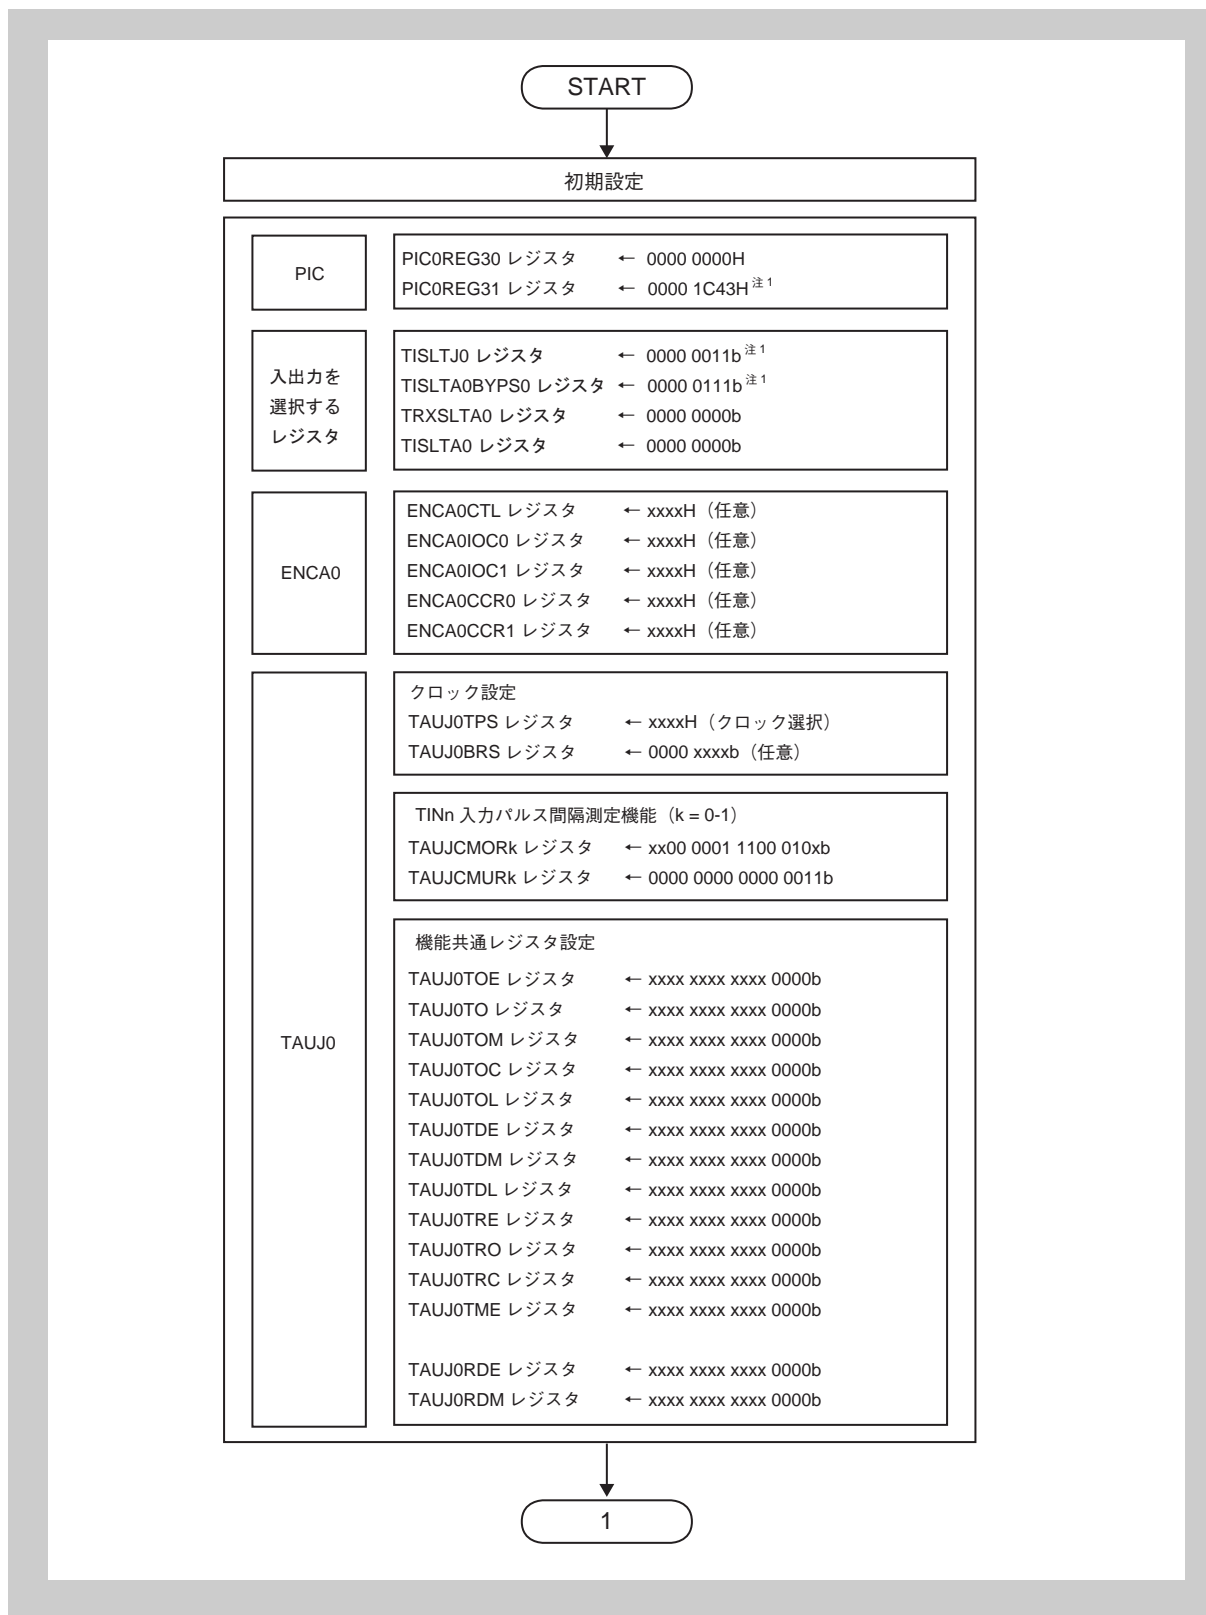 START
初期設定
PIC
PIC0REG30 レジスタ ← 0000 0000H
PIC0REG31 レジスタ ← 0000 1C43H 注1
入出力を
選択する
レジスタ
TISLTJ0 レジスタ ← 0000 0011b 注1
TISLTA0BYPS0 レジスタ ← 0000 0111b 注1
TRXSLTA0 レジスタ ← 0000 0000b
TISLTA0 レジスタ ← 0000 0000b
ENCA0
ENCA0CTL レジスタ ← xxxxH（任意）
ENCA0IOC0 レジスタ ← xxxxH（任意）
ENCA0IOC1 レジスタ ← xxxxH（任意）
ENCA0CCR0 レジスタ ← xxxxH（任意）
ENCA0CCR1 レジスタ ← xxxxH（任意）
TAUJ0
クロック設定
TAUJ0TPS レジスタ ← xxxxH（クロック選択）
TAUJ0BRS レジスタ ← 0000 xxxxb（任意）
TINn 入力パルス間隔測定機能（k = 0-1）
TAUJCMORk レジスタ ← xx00 0001 1100 010xb
TAUJCMURk レジスタ ← 0000 0000 0000 0011b
機能共通レジスタ設定
TAUJ0TOE レジスタ ← xxxx xxxx xxxx 0000b
TAUJ0TO レジスタ ← xxxx xxxx xxxx 0000b
TAUJ0TOM レジスタ ← xxxx xxxx xxxx 0000b
TAUJ0TOC レジスタ ← xxxx xxxx xxxx 0000b
TAUJ0TOL レジスタ ← xxxx xxxx xxxx 0000b
TAUJ0TDE レジスタ ← xxxx xxxx xxxx 0000b
TAUJ0TDM レジスタ ← xxxx xxxx xxxx 0000b
TAUJ0TDL レジスタ ← xxxx xxxx xxxx 0000b
TAUJ0TRE レジスタ ← xxxx xxxx xxxx 0000b
TAUJ0TRO レジスタ ← xxxx xxxx xxxx 0000b
TAUJ0TRC レジスタ ← xxxx xxxx xxxx 0000b
TAUJ0TME レジスタ ← xxxx xxxx xxxx 0000b
TAUJ0RDE レジスタ ← xxxx xxxx xxxx 0000b
TAUJ0RDM レジスタ ← xxxx xxxx xxxx 0000b
1